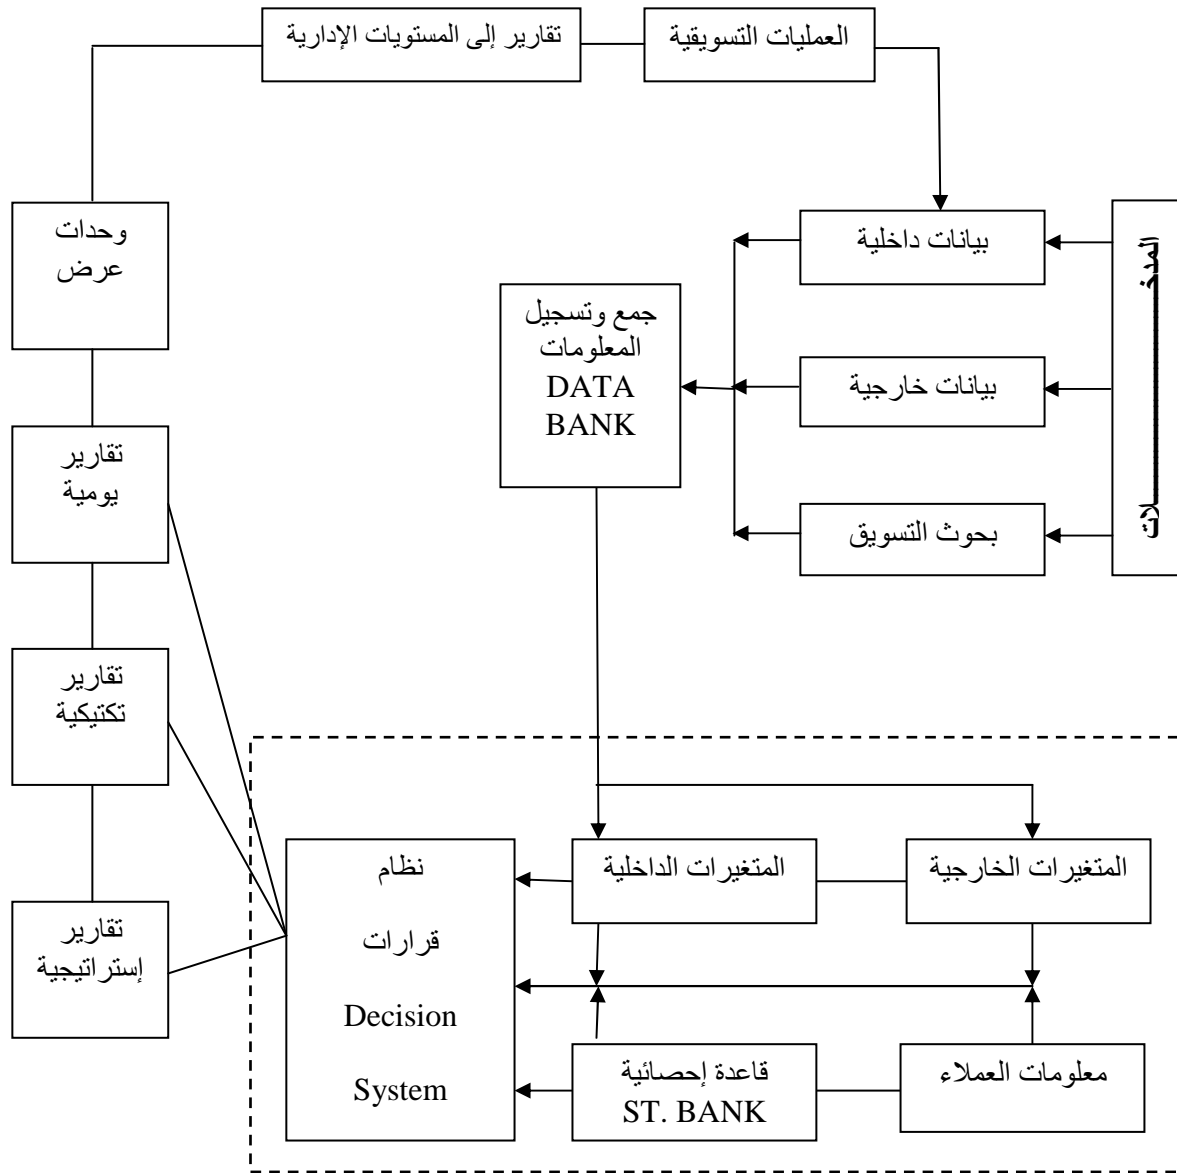 تقارير إلى المستويات الإدارية
العمليات التسويقية
وحدات
عرض
بيانات داخلية
المدخـــــــــــــلات
جمع وتسجيل
المعلومات
DATA
BANK
بيانات خارجية
تقارير
يومية
بحوث التسويق
تقارير
تكتيكية
نظام
قرارات
Decision
System
المتغيرات الداخلية
المتغيرات الخارجية
تقارير
إستراتيجية
قاعدة إحصائية
ST. BANK
معلومات العملاء